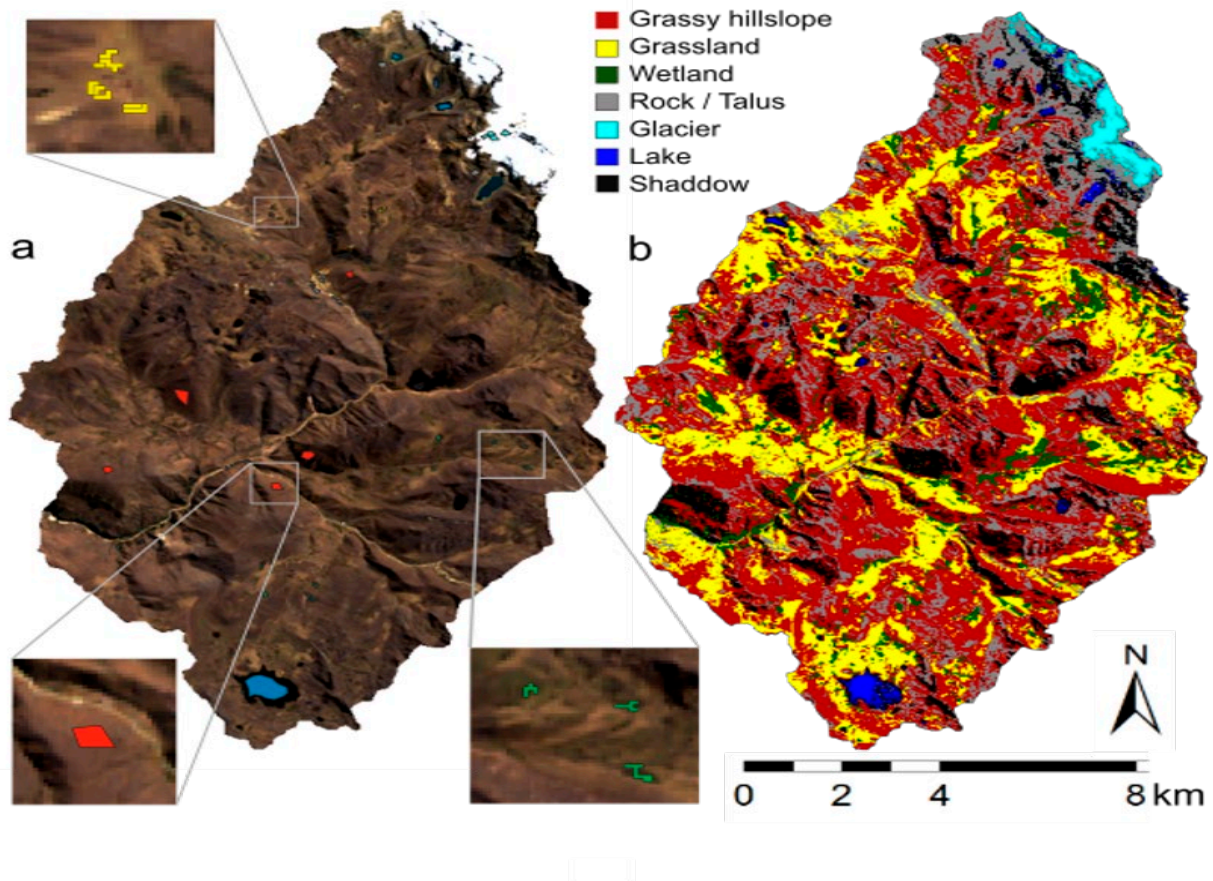 Grassy hillslope
Grassland
Wetland
Rock / Talus
Glacier
Lake
Shaddow
a
b
N
0 2 4 8 km